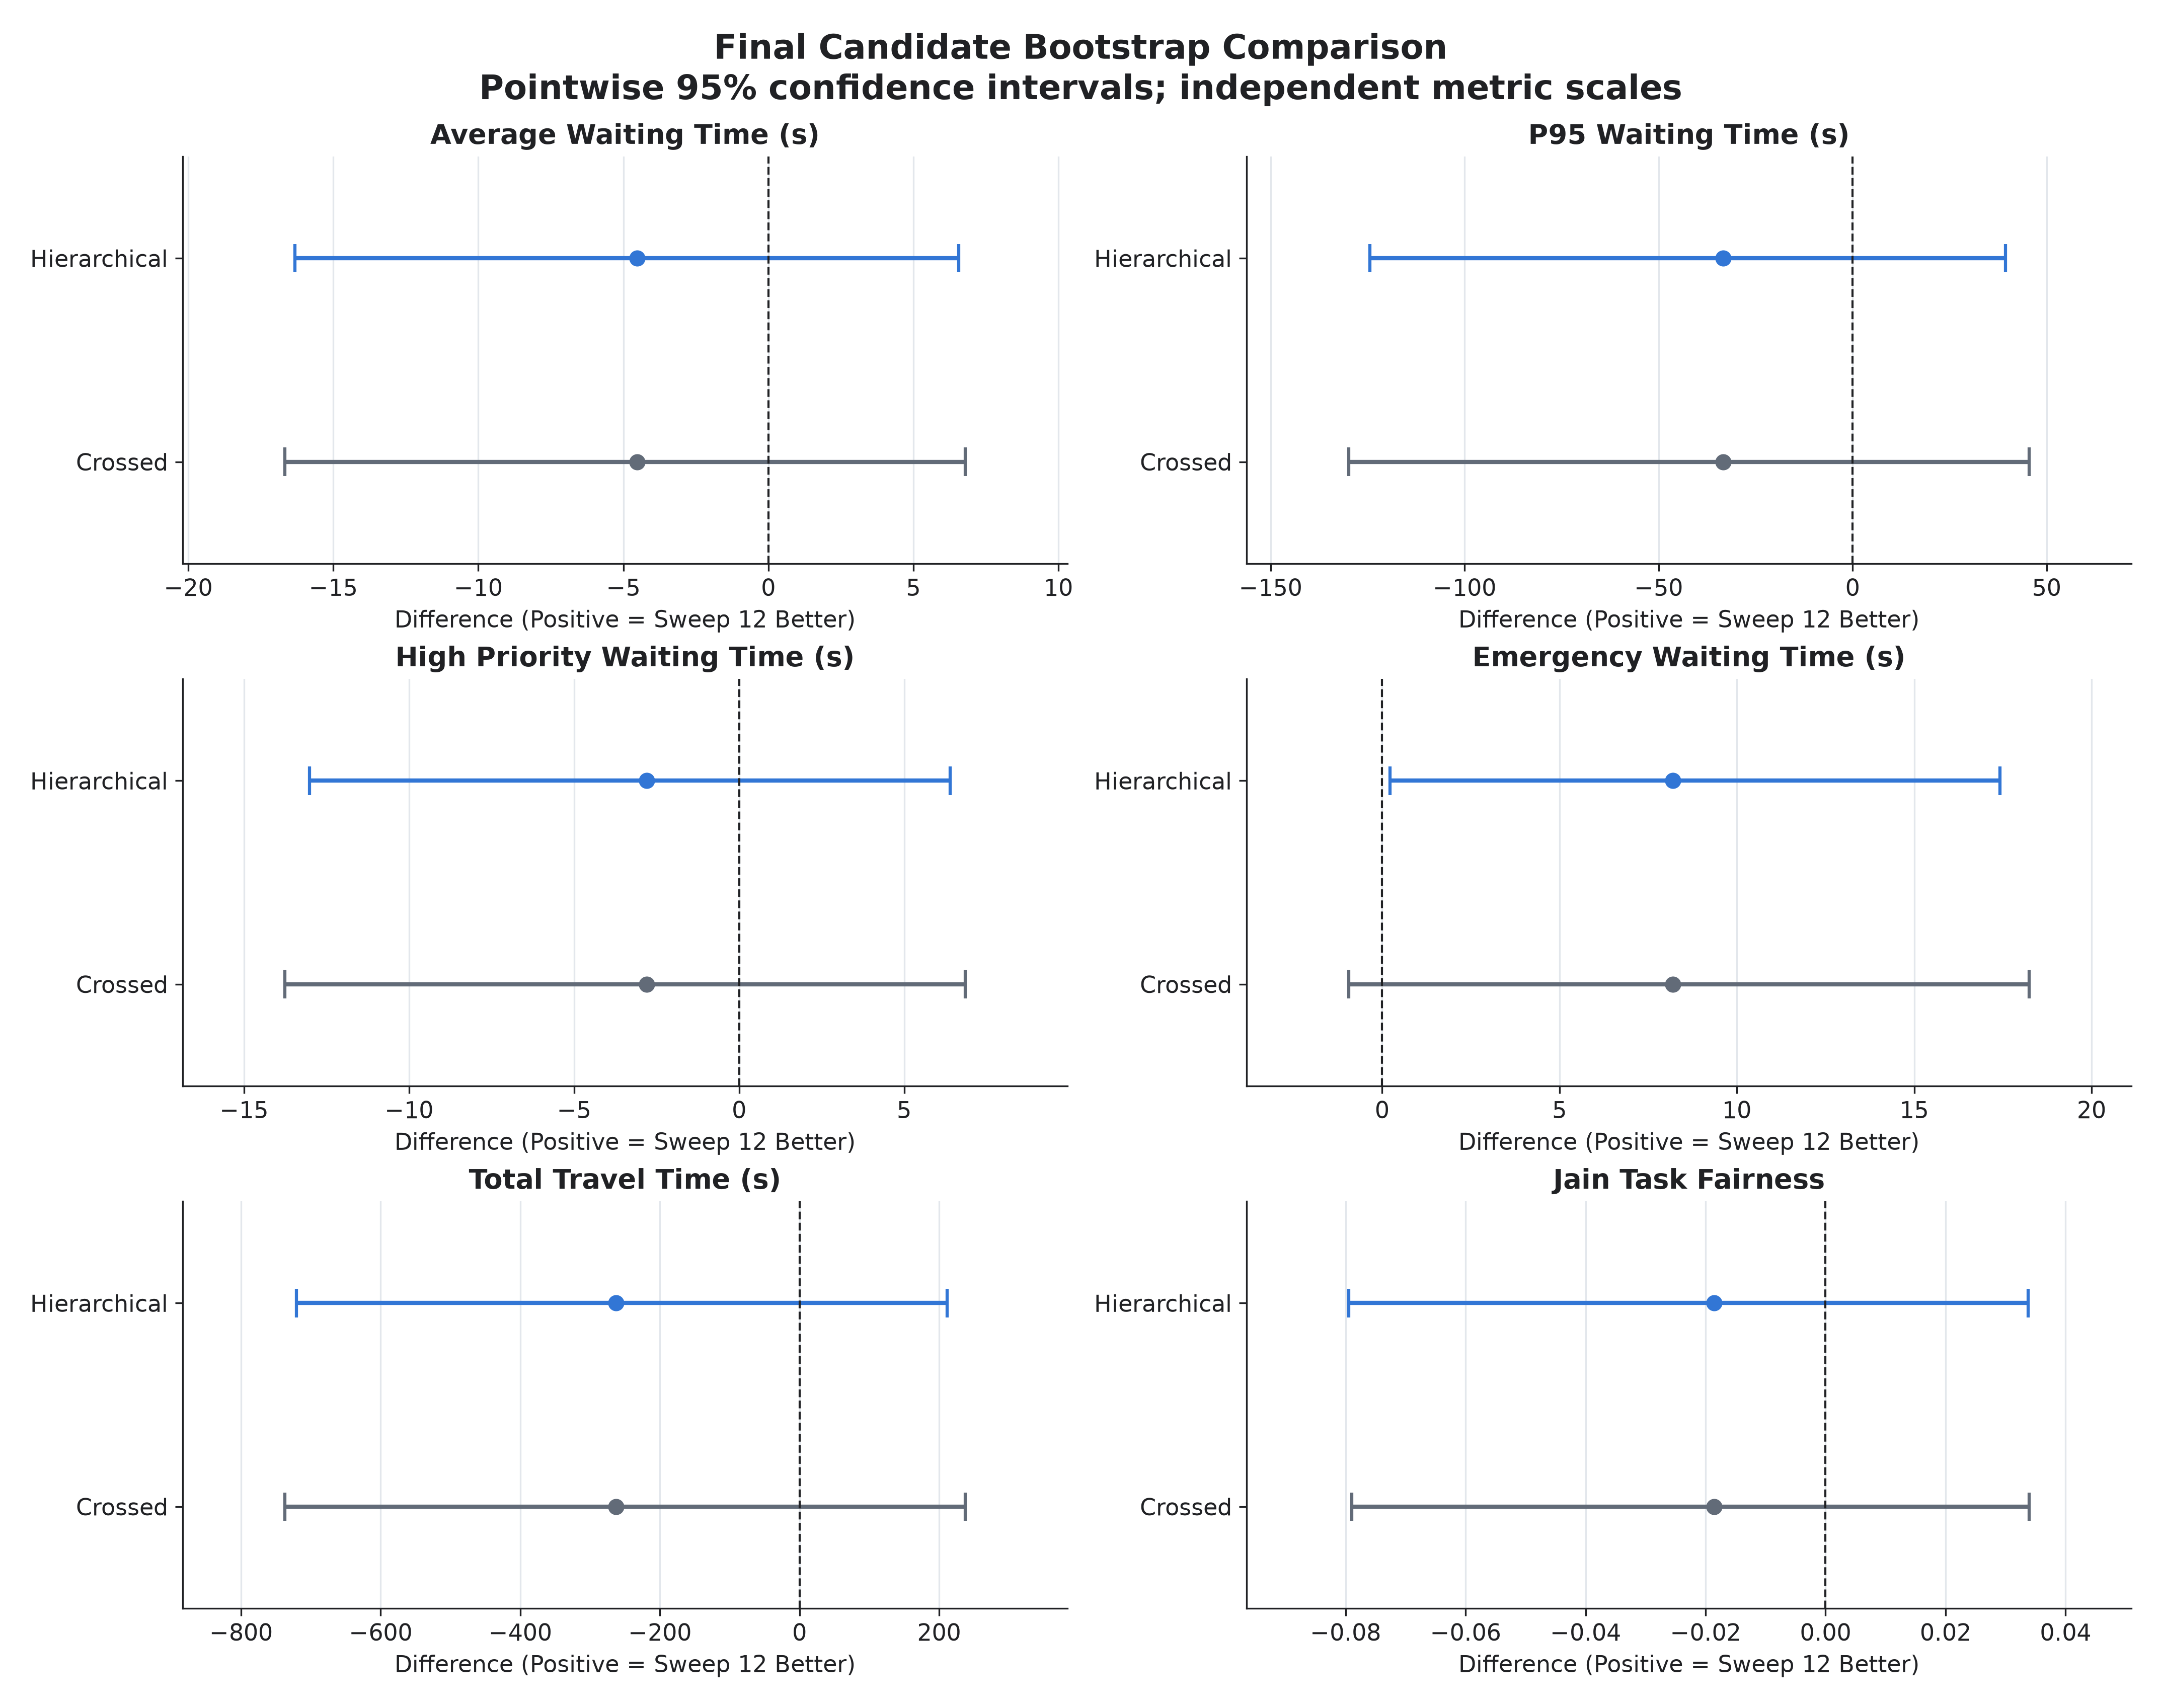 Final Candidate Bootstrap Comparison
Pointwise 95% confidence intervals; independent metric scales
Average Waiting Time (s)
Hierarchical
Crossed
−20 −15 −10 −5 0 5 10
Difference (Positive = Sweep 12 Better)
P95 Waiting Time (s)
Hierarchical
Crossed
−150 −100 −50 0 50
Difference (Positive = Sweep 12 Better)
High Priority Waiting Time (s)
Hierarchical
Crossed
−15 −10 −5 0 5
Difference (Positive = Sweep 12 Better)
Emergency Waiting Time (s)
Hierarchical
Crossed
0 5 10 15 20
Difference (Positive = Sweep 12 Better)
Total Travel Time (s)
Hierarchical
Crossed
−800 −600 −400 −200 0 200
Difference (Positive = Sweep 12 Better)
Jain Task Fairness
Hierarchical
Crossed
−0.08 −0.06 −0.04 −0.02 0.00 0.02 0.04
Difference (Positive = Sweep 12 Better)